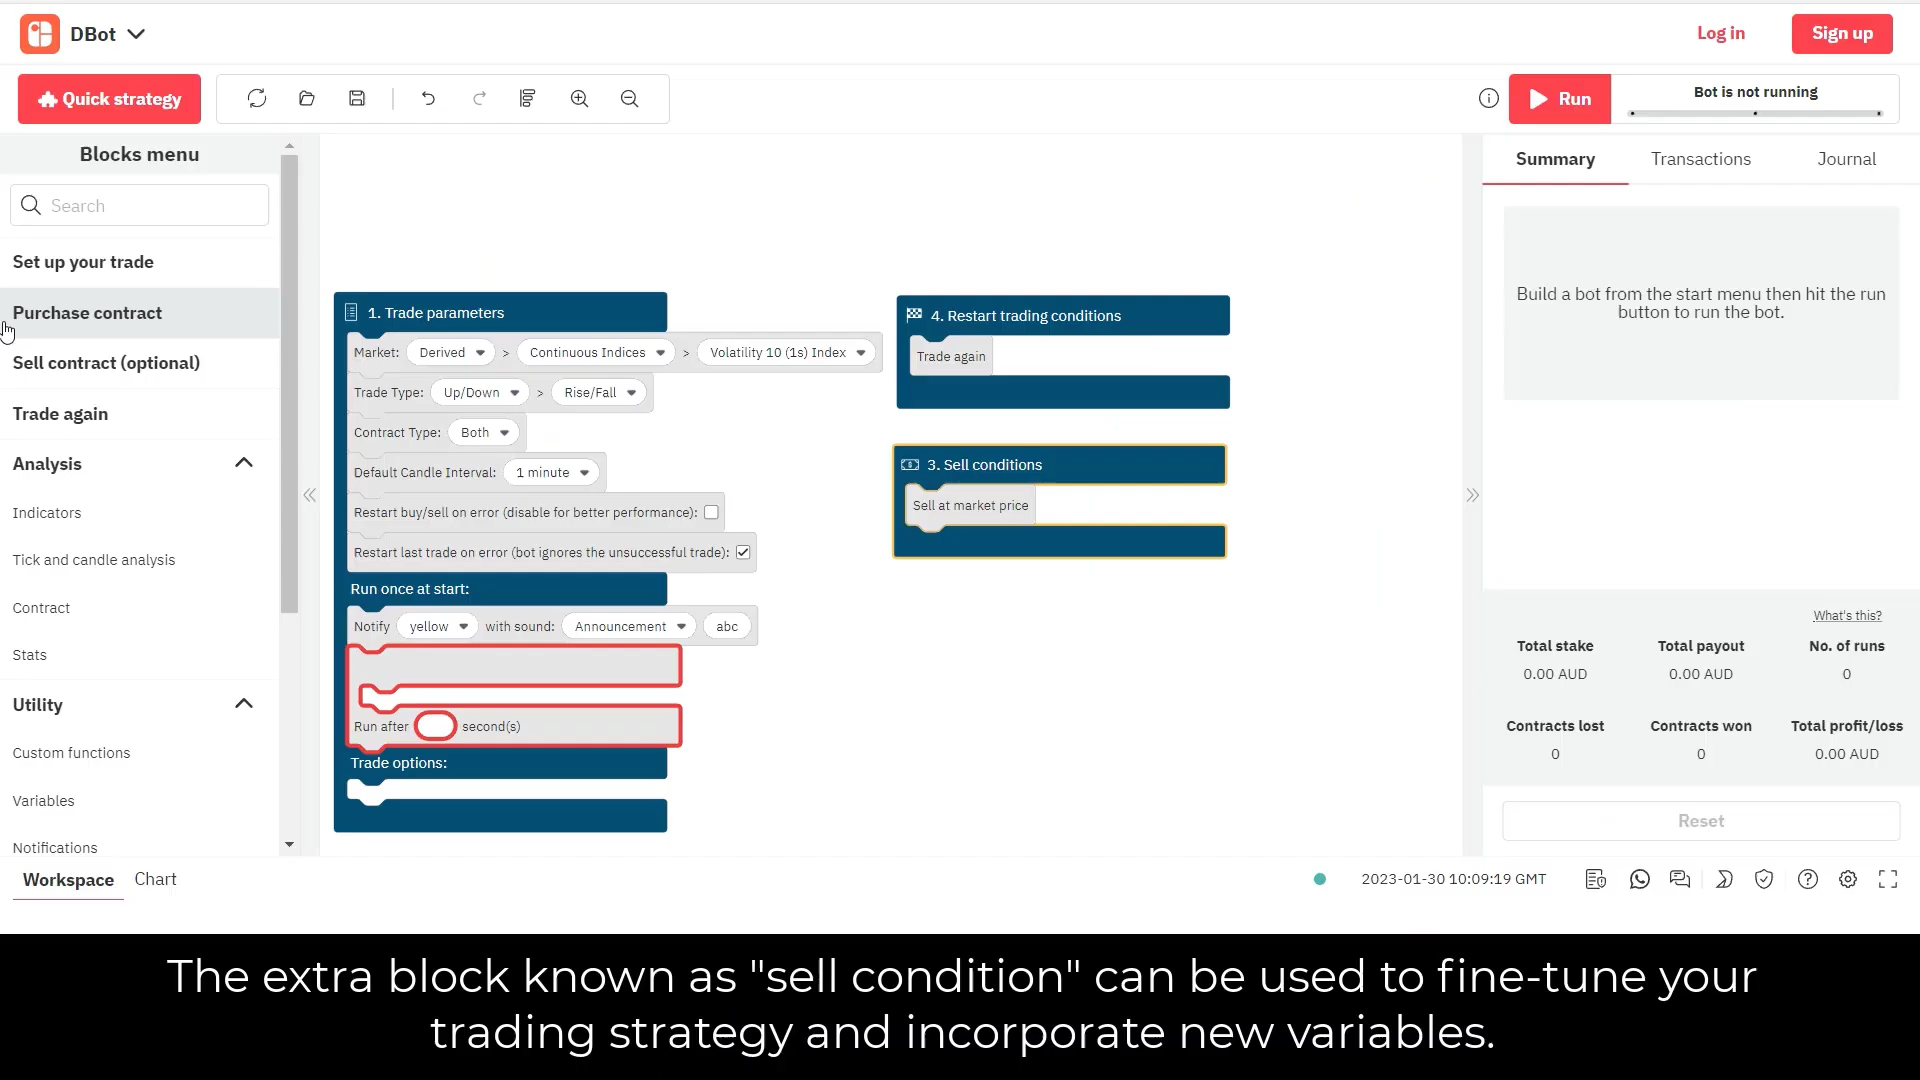 DBot
Log in
Sign up
Quick strategy
Run
Bot is not running
Blocks menu
Search
Set up your trade
Purchase contract
Sell contract (optional)
Trade again
Analysis
Indicators
Tick and candle analysis
Contract
Stats
Utility
Custom functions
Variables
Notifications
1. Trade parameters
Market: Derived > Continuous Indices > Volatility 10 (1s) Index
Trade Type: Up/Down > Rise/Fall
Contract Type: Both
Default Candle Interval: 1 minute
Restart buy/sell on error (disable for better performance):
Restart last trade on error (bot ignores the unsuccessful trade):
Run once at start:
Notify yellow with sound: Announcement abc
Run after second(s)
Trade options:
4. Restart trading conditions
Trade again
3. Sell conditions
Sell at market price
Summary Transactions Journal
Build a bot from the start menu then hit the run
button to run the bot.
What's this?
Total stake Total payout No. of runs
0.00 AUD 0.00 AUD 0
Contracts lost Contracts won Total profit/loss
0 0 0.00 AUD
Reset
Workspace Chart
2023-01-30 10:09:19 GMT
The extra block known as "sell condition" can be used to fine-tune your
trading strategy and incorporate new variables.